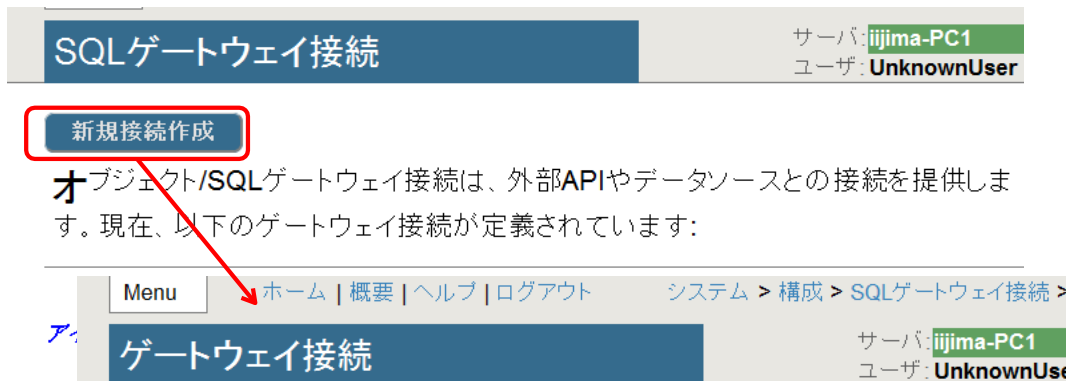 SQLゲートウェイ接続
サーバ:iijima-PC1
ユーザ:UnknownUser
新規接続作成
オブジェクト/SQLゲートウェイ接続は、外部APIやデータソースとの接続を提供しま
す。現在、以下のゲートウェイ接続が定義されています:
Menu ホーム | 概要 | ヘルプ | ログアウト システム > 構成 > SQLゲートウェイ接続 >
ゲートウェイ接続
サーバ:iijima-PC1
ユーザ:UnknownUse